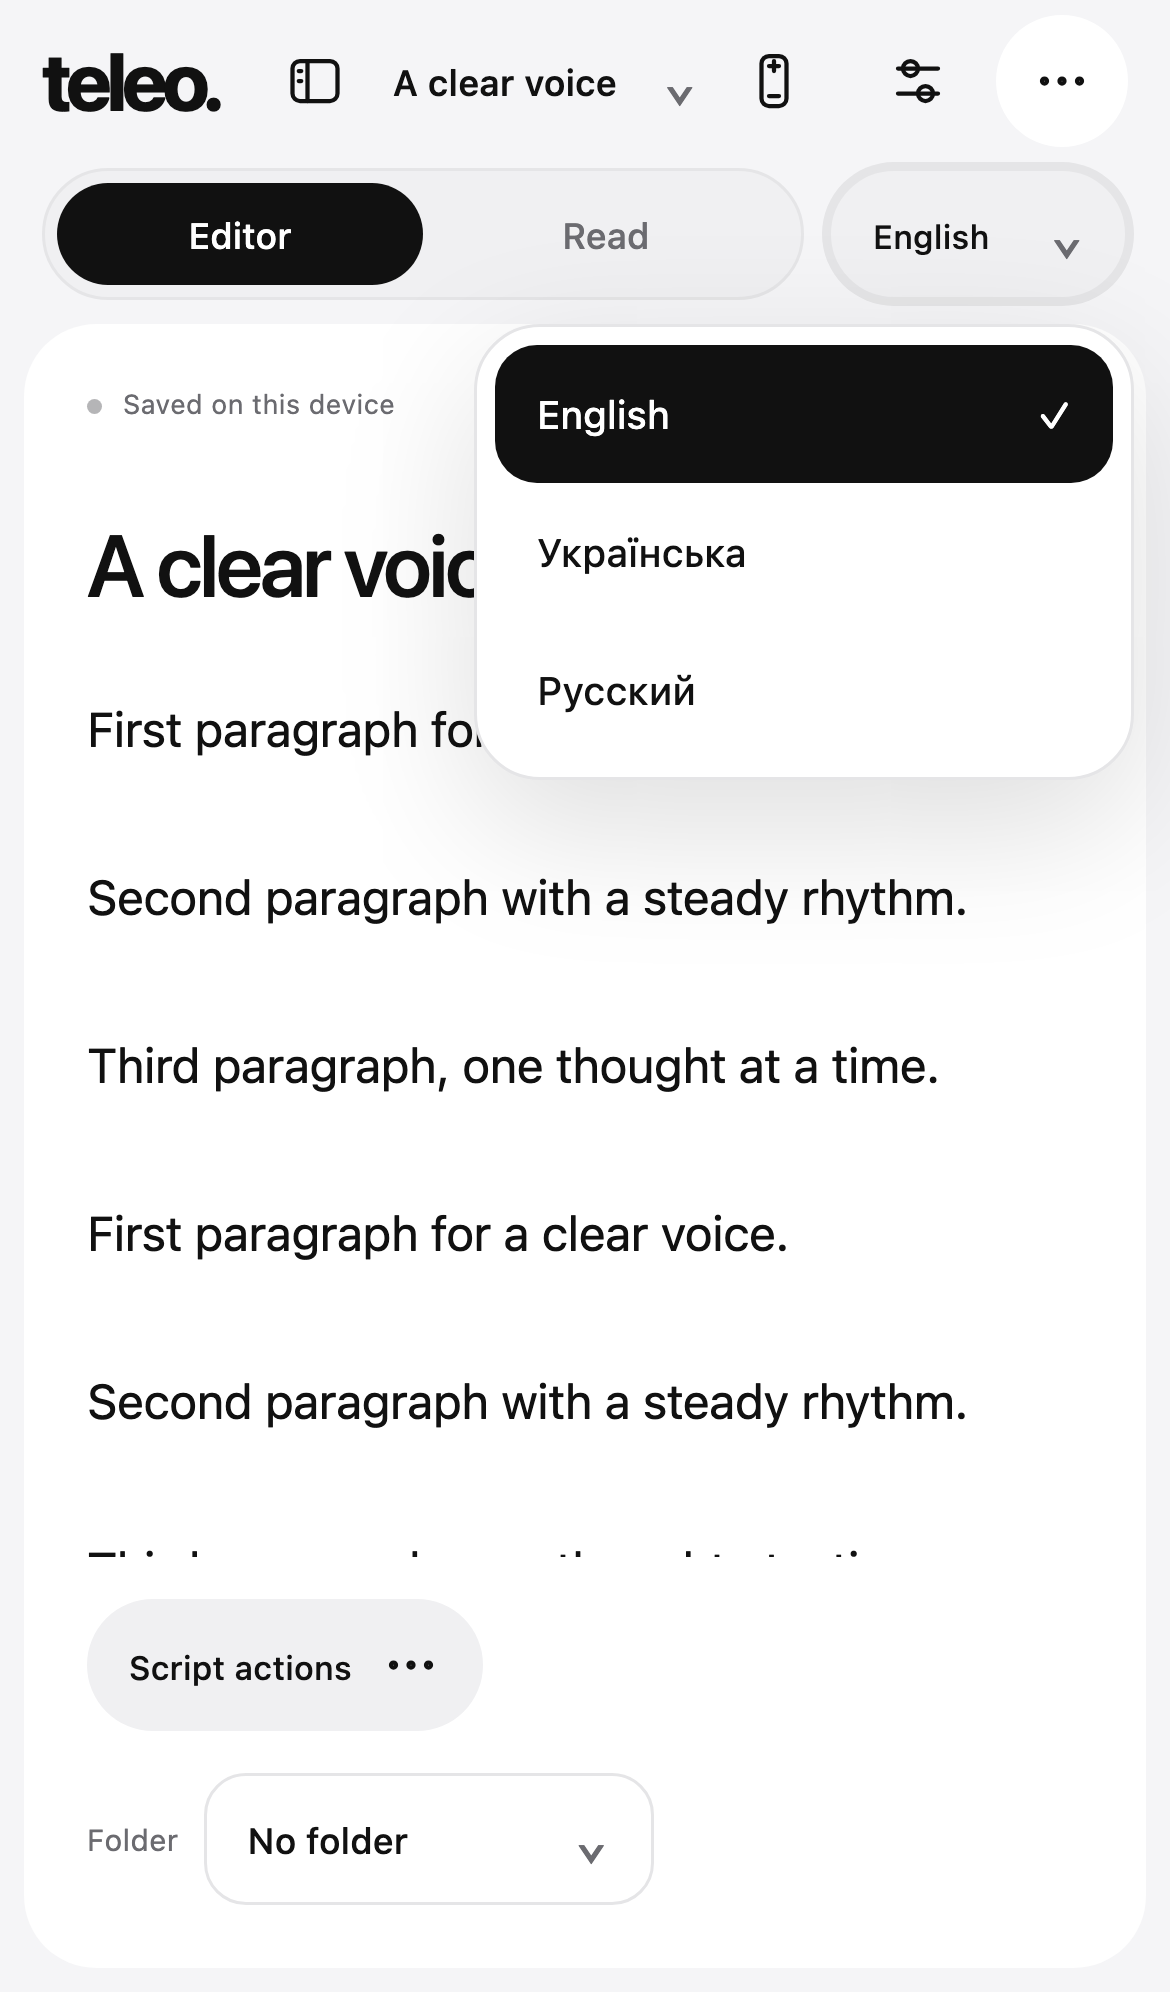 teleo.
A clear voice
Editor
Read
English
English
Українська
Русский
Saved on this device
A clear
First paragraph
Second paragraph with a steady rhythm.
Third paragraph, one thought at a time.
First paragraph for a clear voice.
Second paragraph with a steady rhythm.
Script actions
Folder
No folder